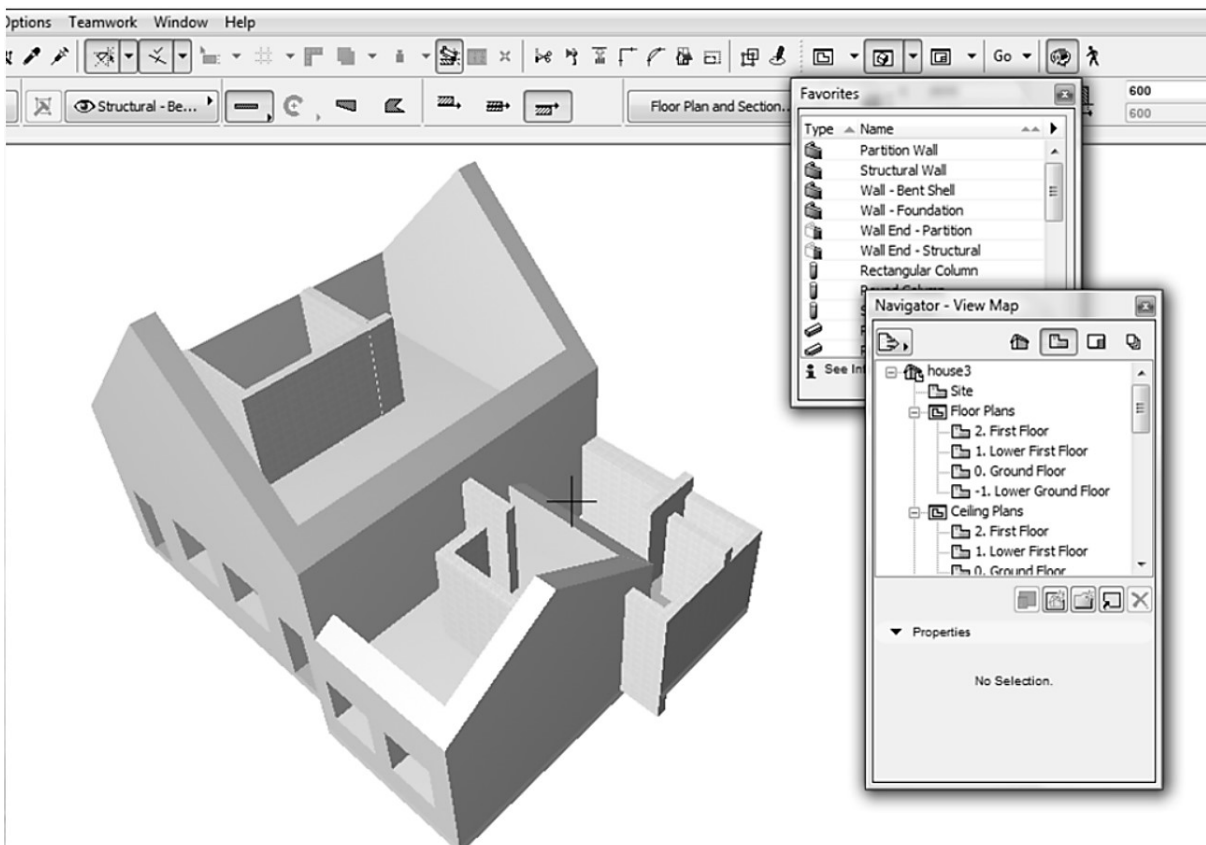 Options Teamwork Window Help
Go
Structural - Be...
Floor Plan and Section...
600
600
Favorites
Type Name
Partition Wall
Structural Wall
Wall - Bent Shell
Wall - Foundation
Wall End - Partition
Wall End - Structural
Rectangular Column
See Inf
Navigator - View Map
house3
Site
Floor Plans
2. First Floor
1. Lower First Floor
0. Ground Floor
-1. Lower Ground Floor
Ceiling Plans
2. First Floor
1. Lower First Floor
0. Ground Floor
Properties
No Selection.